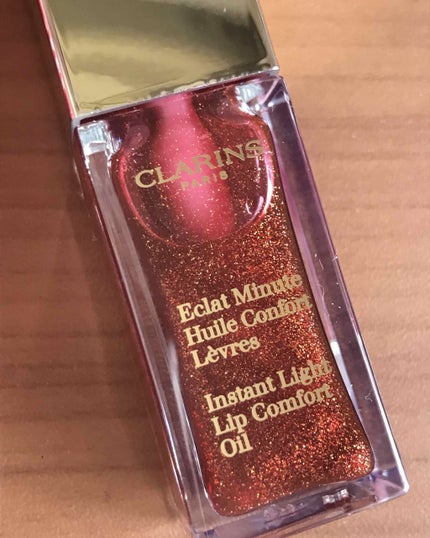 CLARINS
PARIS
Eclat Minute
Huile Confort
Lèvres
Instant Light
Lip Comfort
Oil